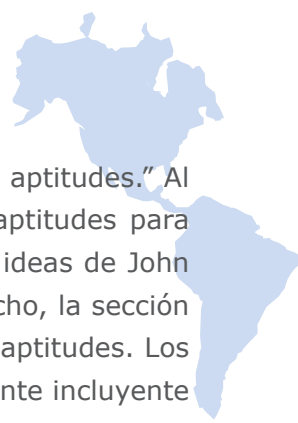 aptitudes.” Al
aptitudes para
ideas de John
cho, la sección
aptitudes. Los
nte incluyente